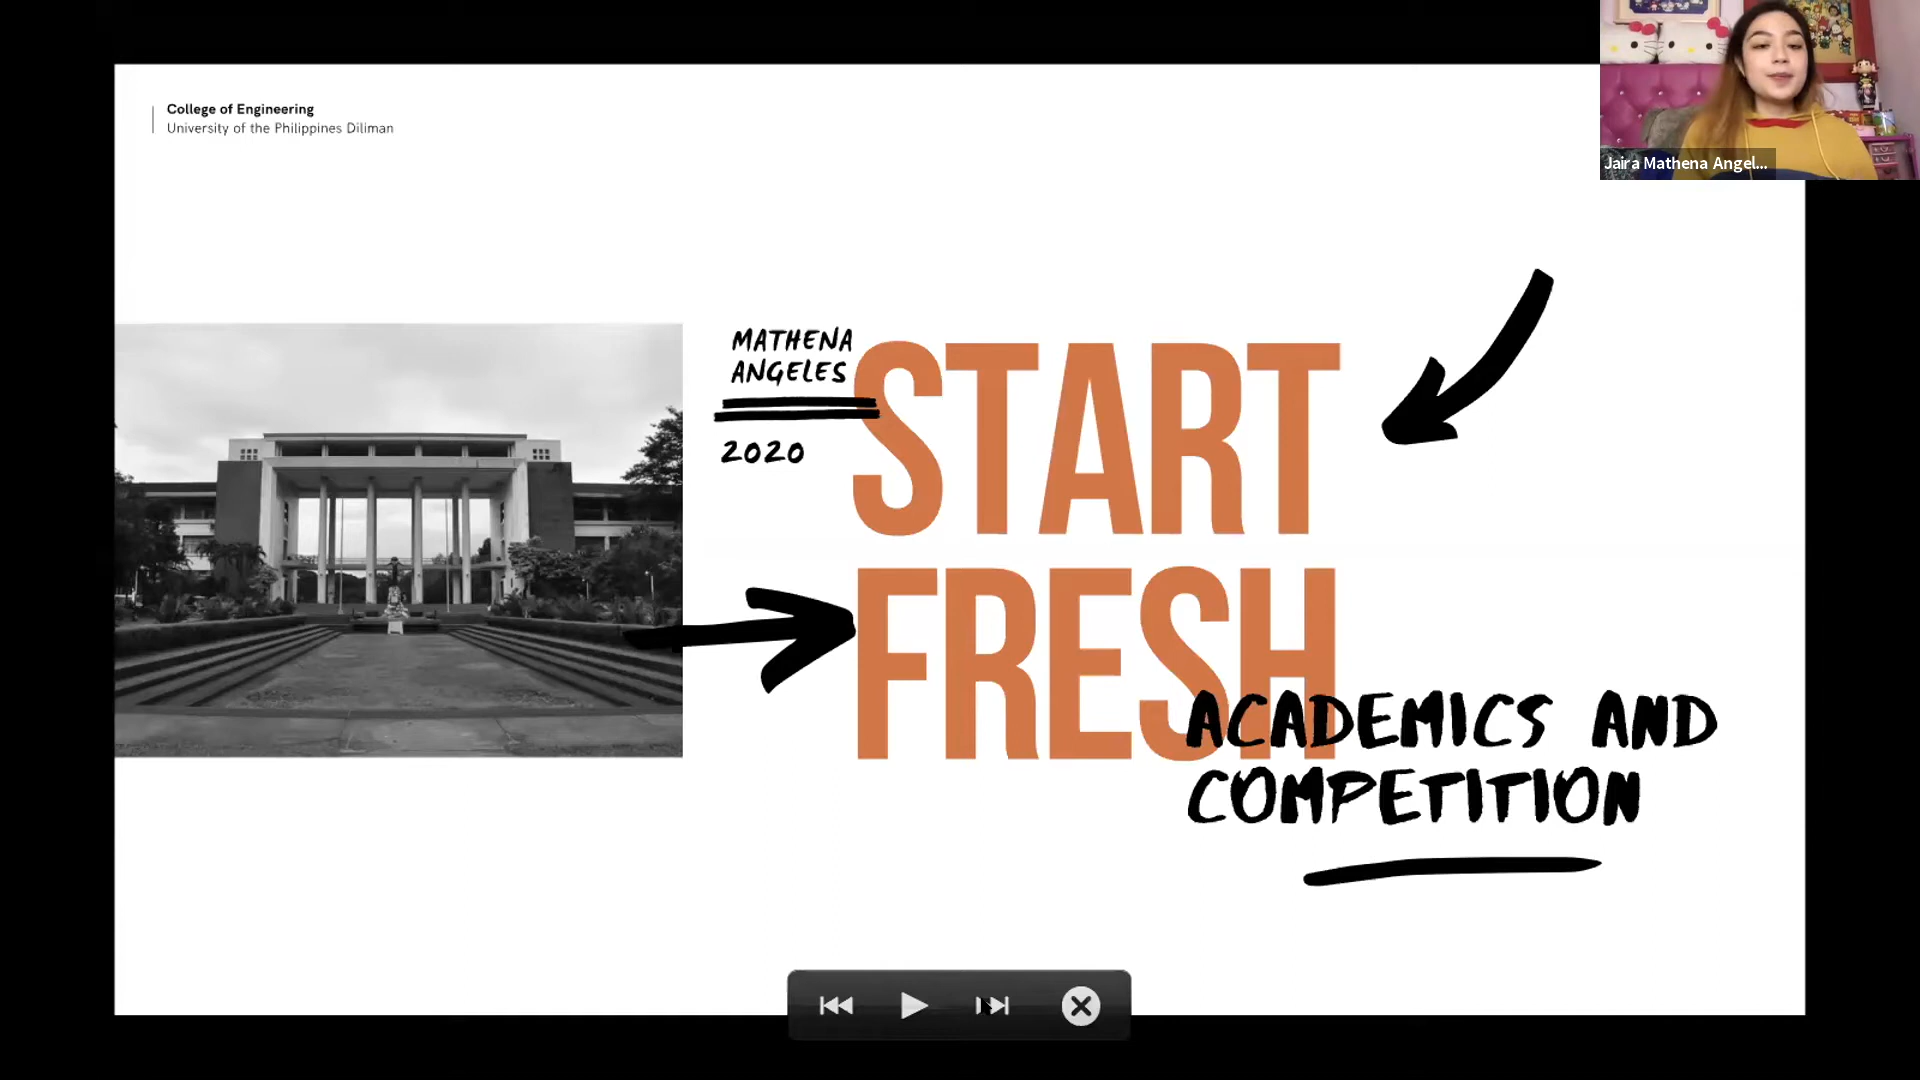 College of Engineering
University of the Philippines Diliman
Jaira Mathena Angel...
MATHENA
ANGELES
2020
START
FRESH
ACADEMICS AND
COMPETITION